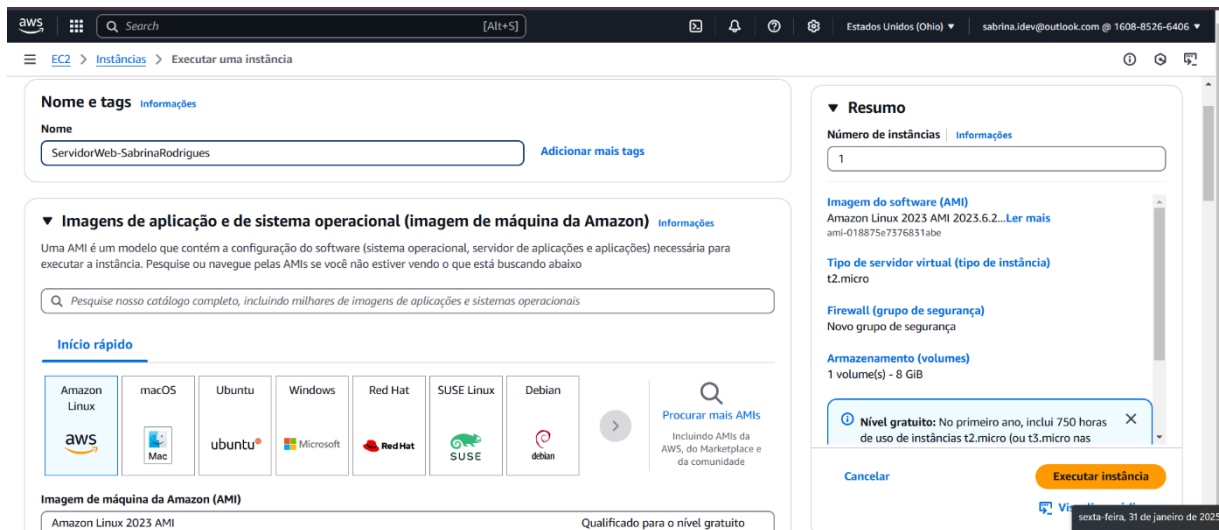 aws
Search
[Alt+S]
Estados Unidos (Ohio) ▼
sabrina.idev@outlook.com @ 1608-8526-6406 ▼
EC2 > Instâncias > Executar uma instância
Nome e tags Informações
Nome
ServidorWeb-SabrinaRodrigues
Adicionar mais tags
▼ Imagens de aplicação e de sistema operacional (imagem de máquina da Amazon) Informações
Uma AMI é um modelo que contém a configuração do software (sistema operacional, servidor de aplicações e aplicações) necessária para
executar a instância. Pesquise ou navegue pelas AMIs se você não estiver vendo o que está buscando abaixo
Pesquise nosso catálogo completo, incluindo milhares de imagens de aplicações e sistemas operacionais
Início rápido
Amazon
Linux
aws
macOS
Mac
Ubuntu
ubuntu®
Windows
Microsoft
Red Hat
Red Hat
SUSE Linux
SUSE
Debian
debian
Procurar mais AMIs
Incluindo AMIs da
AWS, do Marketplace e
da comunidade
Imagem de máquina da Amazon (AMI)
Amazon Linux 2023 AMI
Qualificado para o nível gratuito
▼ Resumo
Número de instâncias | Informações
1
Imagem do software (AMI)
Amazon Linux 2023 AMI 2023.6.2...Ler mais
ami-018875e7376831abe
Tipo de servidor virtual (tipo de instância)
t2.micro
Firewall (grupo de segurança)
Novo grupo de segurança
Armazenamento (volumes)
1 volume(s) - 8 GiB
Nível gratuito: No primeiro ano, inclui 750 horas
de uso de instâncias t2.micro (ou t3.micro nas
Cancelar
Executar instância
sexta-feira, 31 de janeiro de 2025